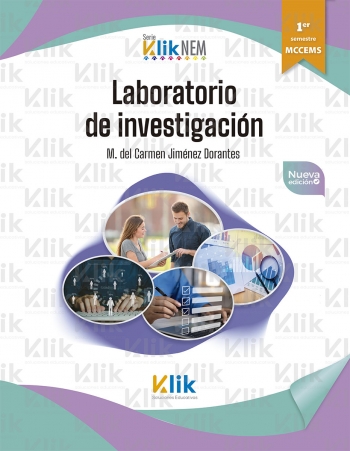 Serie
Klik NEM
1er
semestre
MCCEMS
Laboratorio
de investigación
M. del Carmen Jiménez Dorantes
Nueva
edición
Klik
Soluciones Educativas